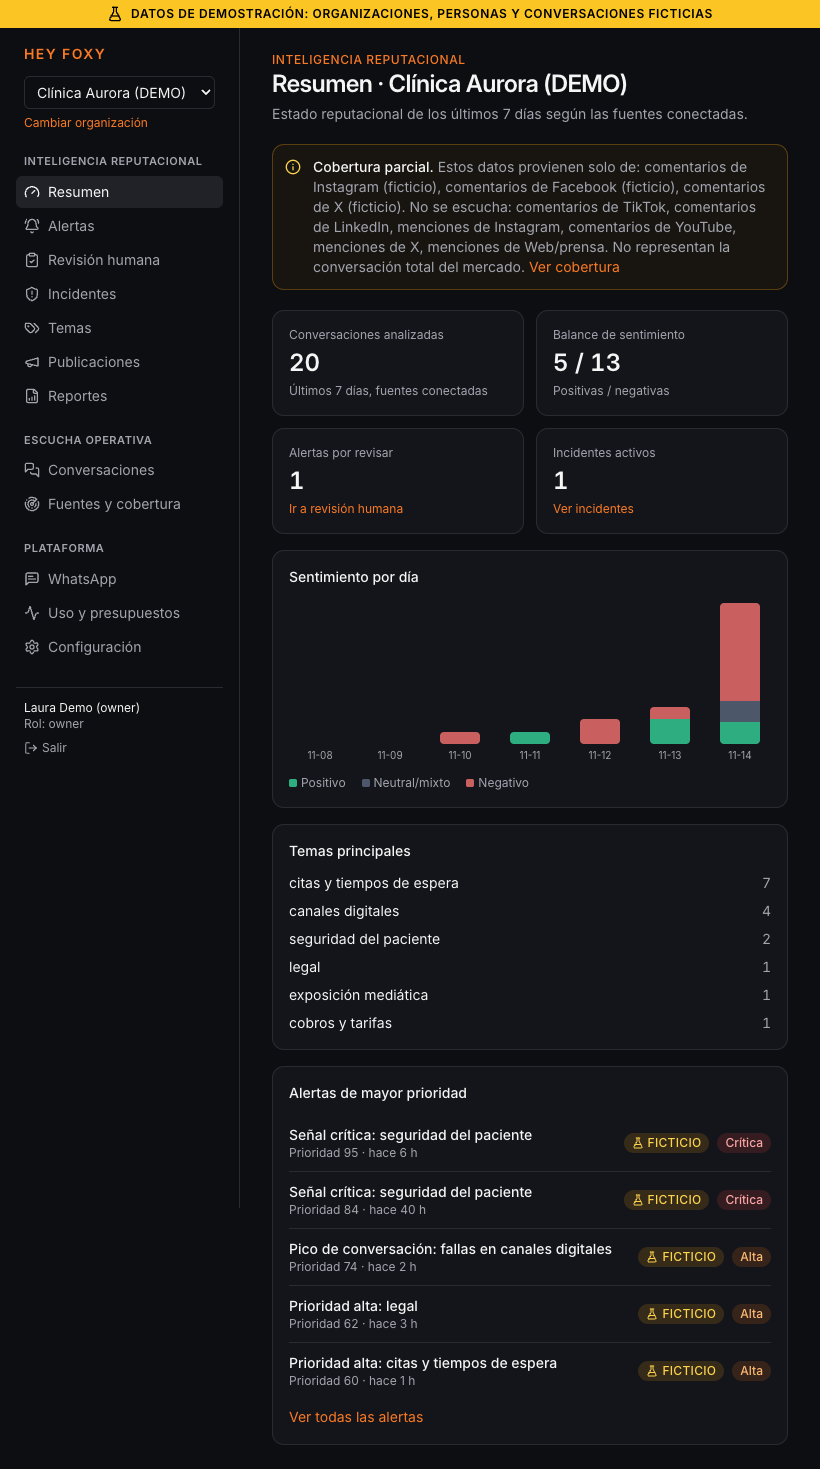 DATOS DE DEMOSTRACIÓN: ORGANIZACIONES, PERSONAS Y CONVERSACIONES FICTICIAS
HEY FOXY
Clínica Aurora (DEMO)
Cambiar organización
INTELIGENCIA REPUTACIONAL
Resumen
Alertas
Revisión humana
Incidentes
Temas
Publicaciones
Reportes
ESCUCHA OPERATIVA
Conversaciones
Fuentes y cobertura
PLATAFORMA
WhatsApp
Uso y presupuestos
Configuración
Laura Demo (owner)
Rol: owner
Salir
INTELIGENCIA REPUTACIONAL
Resumen · Clínica Aurora (DEMO)
Estado reputacional de los últimos 7 días según las fuentes conectadas.
Cobertura parcial. Estos datos provienen solo de: comentarios de
Instagram (ficticio), comentarios de Facebook (ficticio), comentarios
de X (ficticio). No se escucha: comentarios de TikTok, comentarios
de LinkedIn, menciones de Instagram, comentarios de YouTube,
menciones de X, menciones de Web/prensa. No representan la
conversación total del mercado. Ver cobertura
Conversaciones analizadas
20
Últimos 7 días, fuentes conectadas
Balance de sentimiento
5 / 13
Positivas / negativas
Alertas por revisar
1
Ir a revisión humana
Incidentes activos
1
Ver incidentes
Sentimiento por día
11-08 11-09 11-10 11-11 11-12 11-13 11-14
Positivo Neutral/mixto Negativo
Temas principales
citas y tiempos de espera 7
canales digitales 4
seguridad del paciente 2
legal 1
exposición mediática 1
cobros y tarifas 1
Alertas de mayor prioridad
Señal crítica: seguridad del paciente FICTICIO Crítica
Prioridad 95 · hace 6 h
Señal crítica: seguridad del paciente FICTICIO Crítica
Prioridad 84 · hace 40 h
Pico de conversación: fallas en canales digitales FICTICIO Alta
Prioridad 74 · hace 2 h
Prioridad alta: legal FICTICIO Alta
Prioridad 62 · hace 3 h
Prioridad alta: citas y tiempos de espera FICTICIO Alta
Prioridad 60 · hace 1 h
Ver todas las alertas